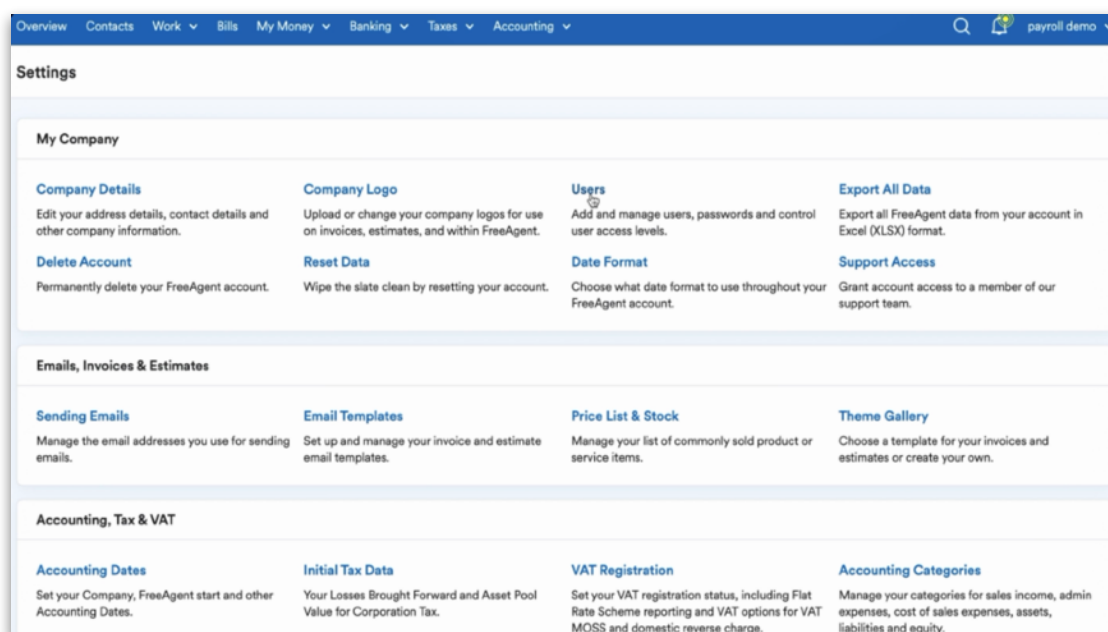 Overview Contacts Work Bills My Money Banking Taxes Accounting payroll demo
Settings
My Company
Company Details
Edit your address details, contact details and
other company information.
Company Logo
Upload or change your company logos for use
on invoices, estimates, and within FreeAgent.
Users
Add and manage users, passwords and control
user access levels.
Export All Data
Export all FreeAgent data from your account in
Excel (XLSX) format.
Delete Account
Permanently delete your FreeAgent account.
Reset Data
Wipe the slate clean by resetting your account.
Date Format
Choose what date format to use throughout your
FreeAgent account.
Support Access
Grant account access to a member of our
support team.
Emails, Invoices & Estimates
Sending Emails
Manage the email addresses you use for sending
emails.
Email Templates
Set up and manage your invoice and estimate
email templates.
Price List & Stock
Manage your list of commonly sold product or
service items.
Theme Gallery
Choose a template for your invoices and
estimates or create your own.
Accounting, Tax & VAT
Accounting Dates
Set your Company, FreeAgent start and other
Accounting Dates.
Initial Tax Data
Your Losses Brought Forward and Asset Pool
Value for Corporation Tax.
VAT Registration
Set your VAT registration status, including Flat
Rate Scheme reporting and VAT options for VAT
MOSS and domestic reverse charge.
Accounting Categories
Manage your categories for sales income, admin
expenses, cost of sales expenses, assets,
liabilities and equity.